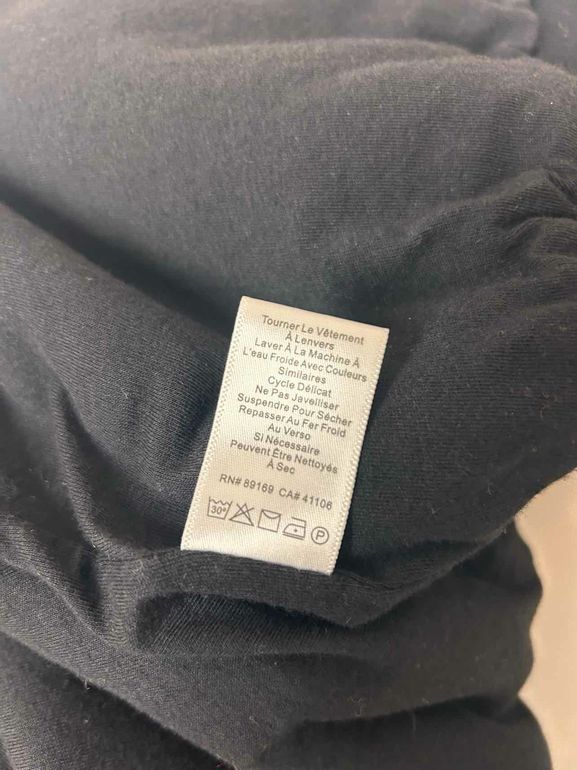 Tourner Le Vêtement
À Lenvers
Laver À La Machine À
L'eau Froide Avec Couleurs
Similaires
Cycle Délicat
Ne Pas Javelliser
Suspendre Pour Sécher
Repasser Au Fer Froid
Au Verso
Si Nécessaire
Peuvent Être Nettoyés
À Sec
RN# 89169 CA# 41106
30° P